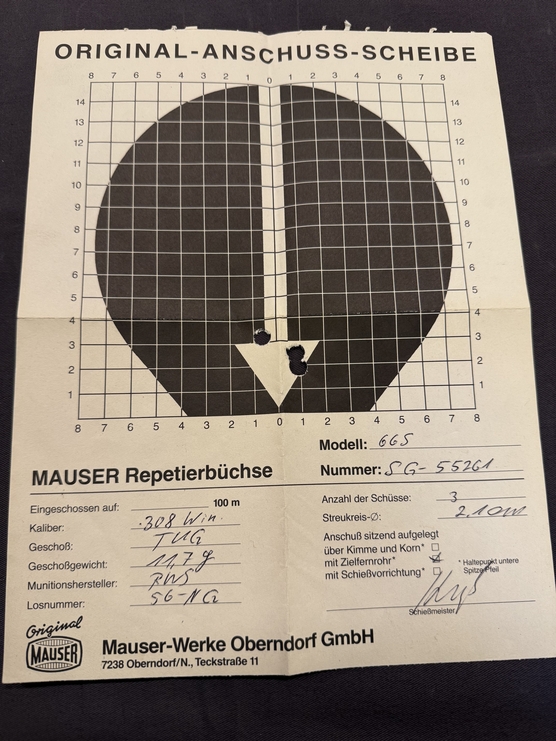 ORIGINAL-ANSCHUSS-SCHEIBE
8 7 6 5 4 3 2 1 0 1 2 3 4 5 6 7 8
14 14
13 13
12 12
11 11
10 10
9 9
8 8
7 7
6 6
5 5
4 4
3 3
2 2
1 1
8 7 6 5 4 3 2 1 0 1 2 3 4 5 6 7 8
Modell: 66S
MAUSER Repetierbüchse
Nummer: SG-55261
Eingeschossen auf: 100 m
Kaliber: .308 Win.
Geschoß: TUG
Geschoßgewicht: 11,7 g
Munitionshersteller: RWS
Losnummer: 56-NG
Anzahl der Schüsse: 3
Streukreis-Ø: 2.1 cm
Anschuß sitzend aufgelegt
über Kimme und Korn*
mit Zielfernrohr*
mit Schießvorrichtung*
* Haltepunkt untere
Spitze Pfeil
Schießmeister
Original
MAUSER
Mauser-Werke Oberndorf GmbH
7238 Oberndorf/N., Teckstraße 11